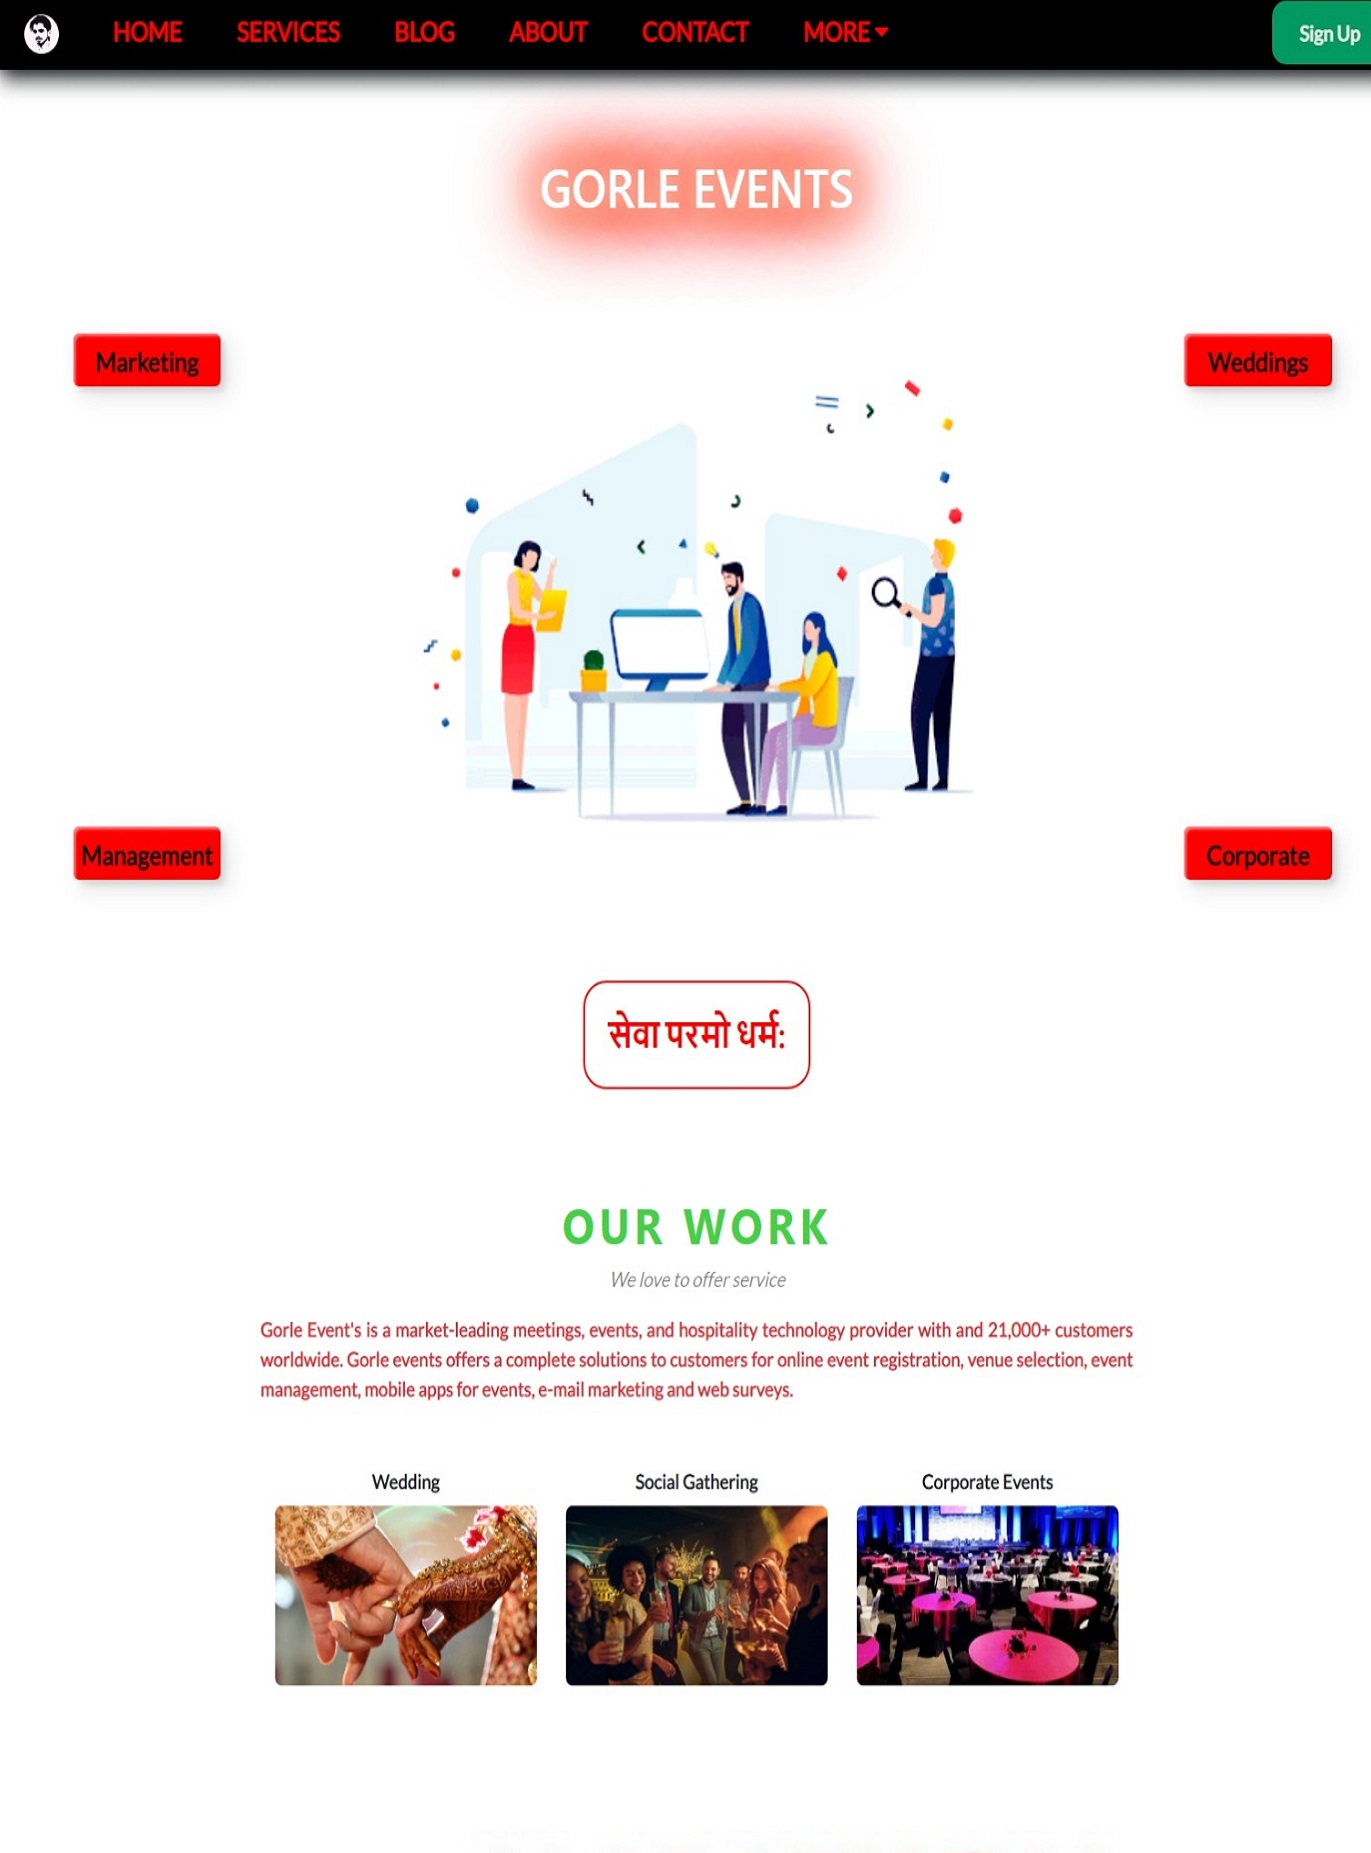 HOME SERVICES BLOG ABOUT CONTACT MORE Sign Up
GORLE EVENTS
Marketing Weddings
Management Corporate
सेवा परमो धर्म:
OUR WORK
We love to offer service
Gorle Event's is a market-leading meetings, events, and hospitality technology provider with and 21,000+ customers
worldwide. Gorle events offers a complete solutions to customers for online event registration, venue selection, event
management, mobile apps for events, e-mail marketing and web surveys.
Wedding Social Gathering Corporate Events